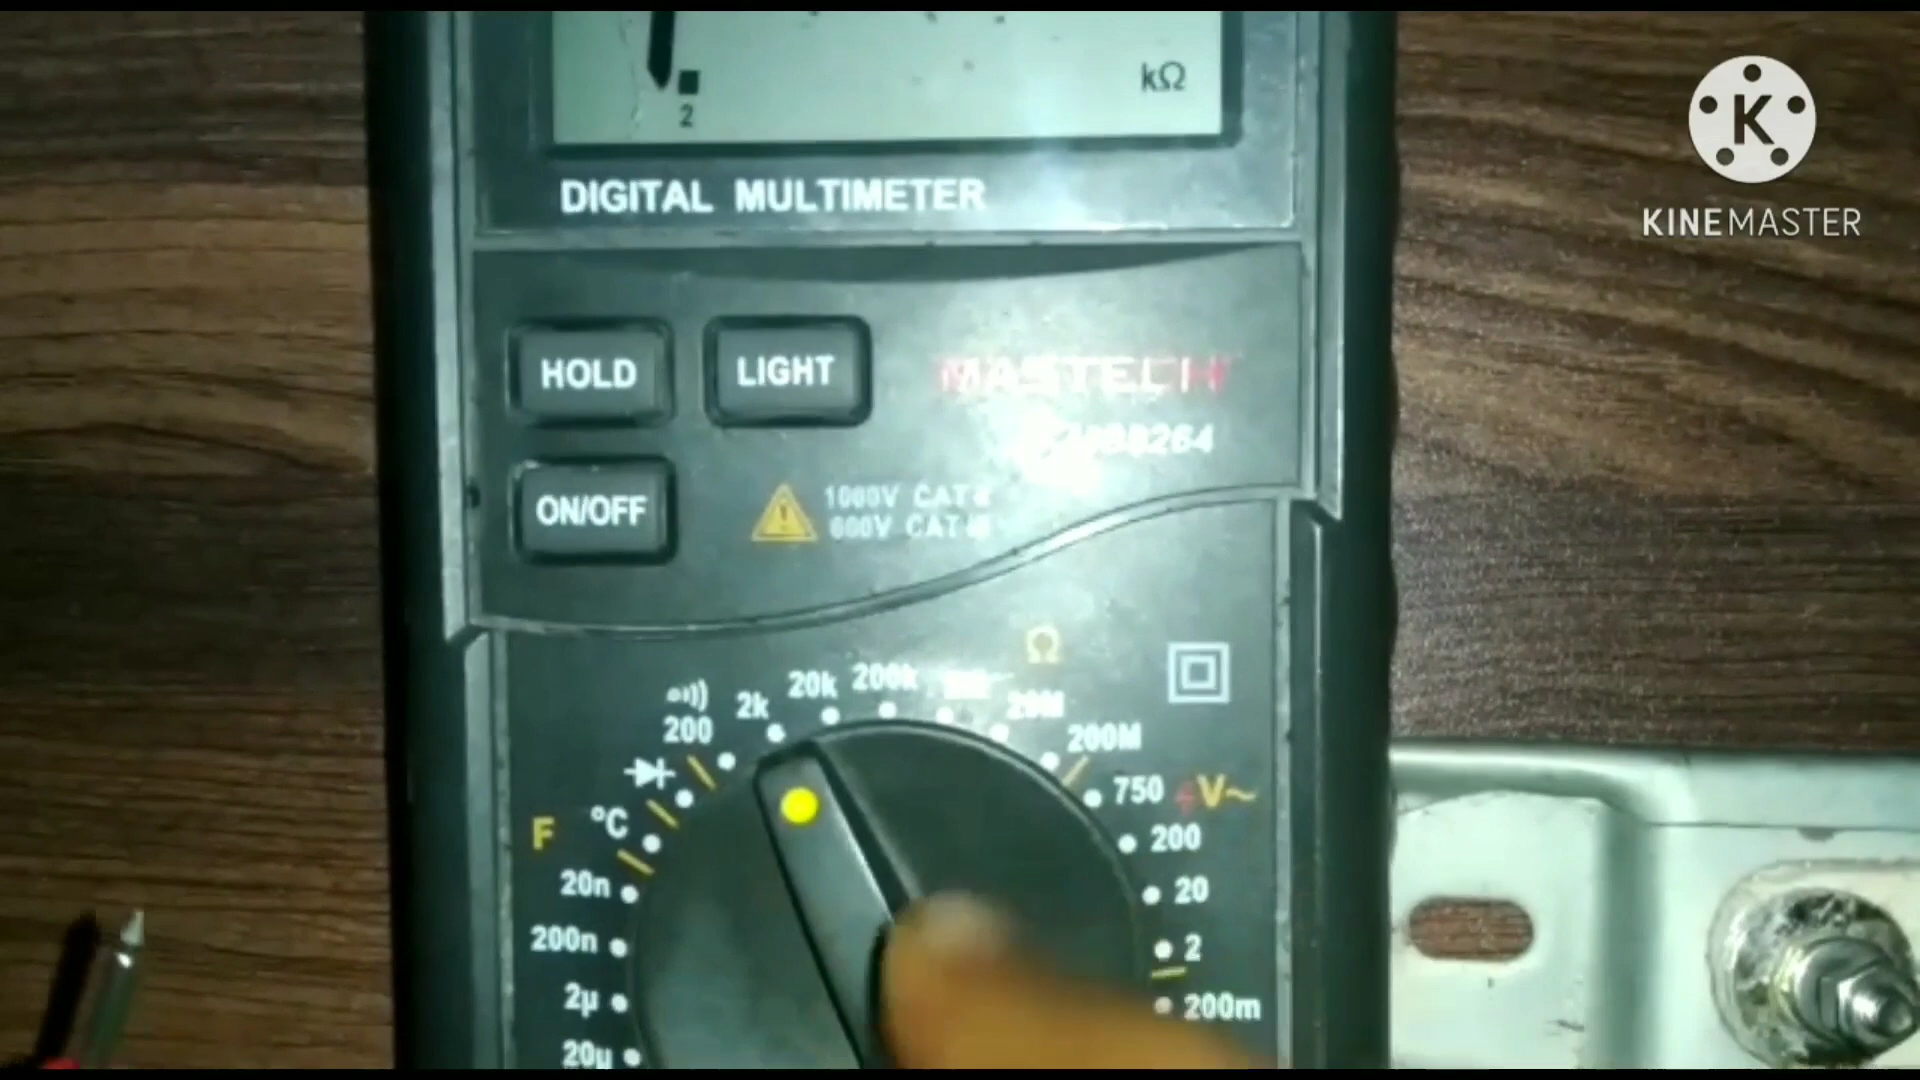 kΩ
2
DIGITAL MULTIMETER
K
KINEMASTER
HOLD
LIGHT
MASTECH
ON/OFF
1000V CAT
600V CAT
Ω
200
2k
20k
200k
20M
200M
750 V~
200
20
2
200m
°C
F
20n
200n
2µ
20µ